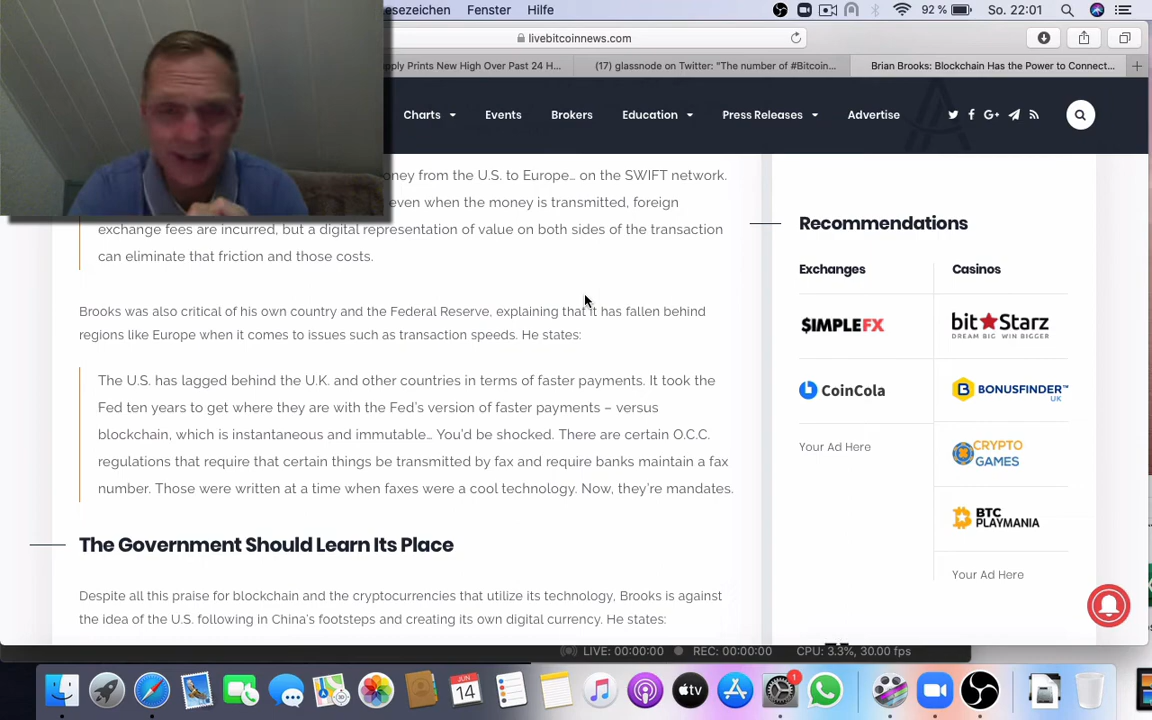 esezeichen Fenster Hilfe
92 % So. 22:01
livebitcoinnews.com
pply Prints New High Over Past 24 H...
(17) glassnode on Twitter: "The number of #Bitcoin...
Brian Brooks: Blockchain Has the Power to Connect...
Charts Events Brokers Education Press Releases Advertise
ney from the U.S. to Europe… on the SWIFT network.
even when the money is transmitted, foreign
exchange fees are incurred, but a digital representation of value on both sides of the transaction
can eliminate that friction and those costs.
Brooks was also critical of his own country and the Federal Reserve, explaining that it has fallen behind
regions like Europe when it comes to issues such as transaction speeds. He states:
The U.S. has lagged behind the U.K. and other countries in terms of faster payments. It took the
Fed ten years to get where they are with the Fed's version of faster payments – versus
blockchain, which is instantaneous and immutable… You'd be shocked. There are certain O.C.C.
regulations that require that certain things be transmitted by fax and require banks maintain a fax
number. Those were written at a time when faxes were a cool technology. Now, they're mandates.
The Government Should Learn Its Place
Despite all this praise for blockchain and the cryptocurrencies that utilize its technology, Brooks is against
the idea of the U.S. following in China's footsteps and creating its own digital currency. He states:
Recommendations
Exchanges
Casinos
SIMPLEFX
bitStarz
DREAM BIG. WIN BIGGER
CoinCola
BONUSFINDER
UK
Your Ad Here
CRYPTO
GAMES
BTC
PLAYMANIA
Your Ad Here
LIVE: 00:00:00 REC: 00:00:00 CPU: 3.3%, 30.00 fps
JUN
14
tv
1